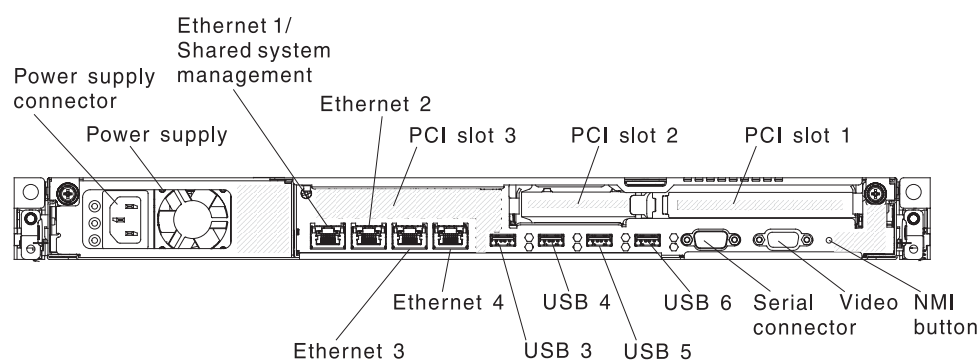 Ethernet 1/
Shared system
management
Power supply
connector
Ethernet 2
Power supply
PCI slot 3
PCI slot 2
PCI slot 1
Ethernet 4
USB 4
USB 6
Serial
connector
Video
NMI
button
Ethernet 3
USB 3
USB 5